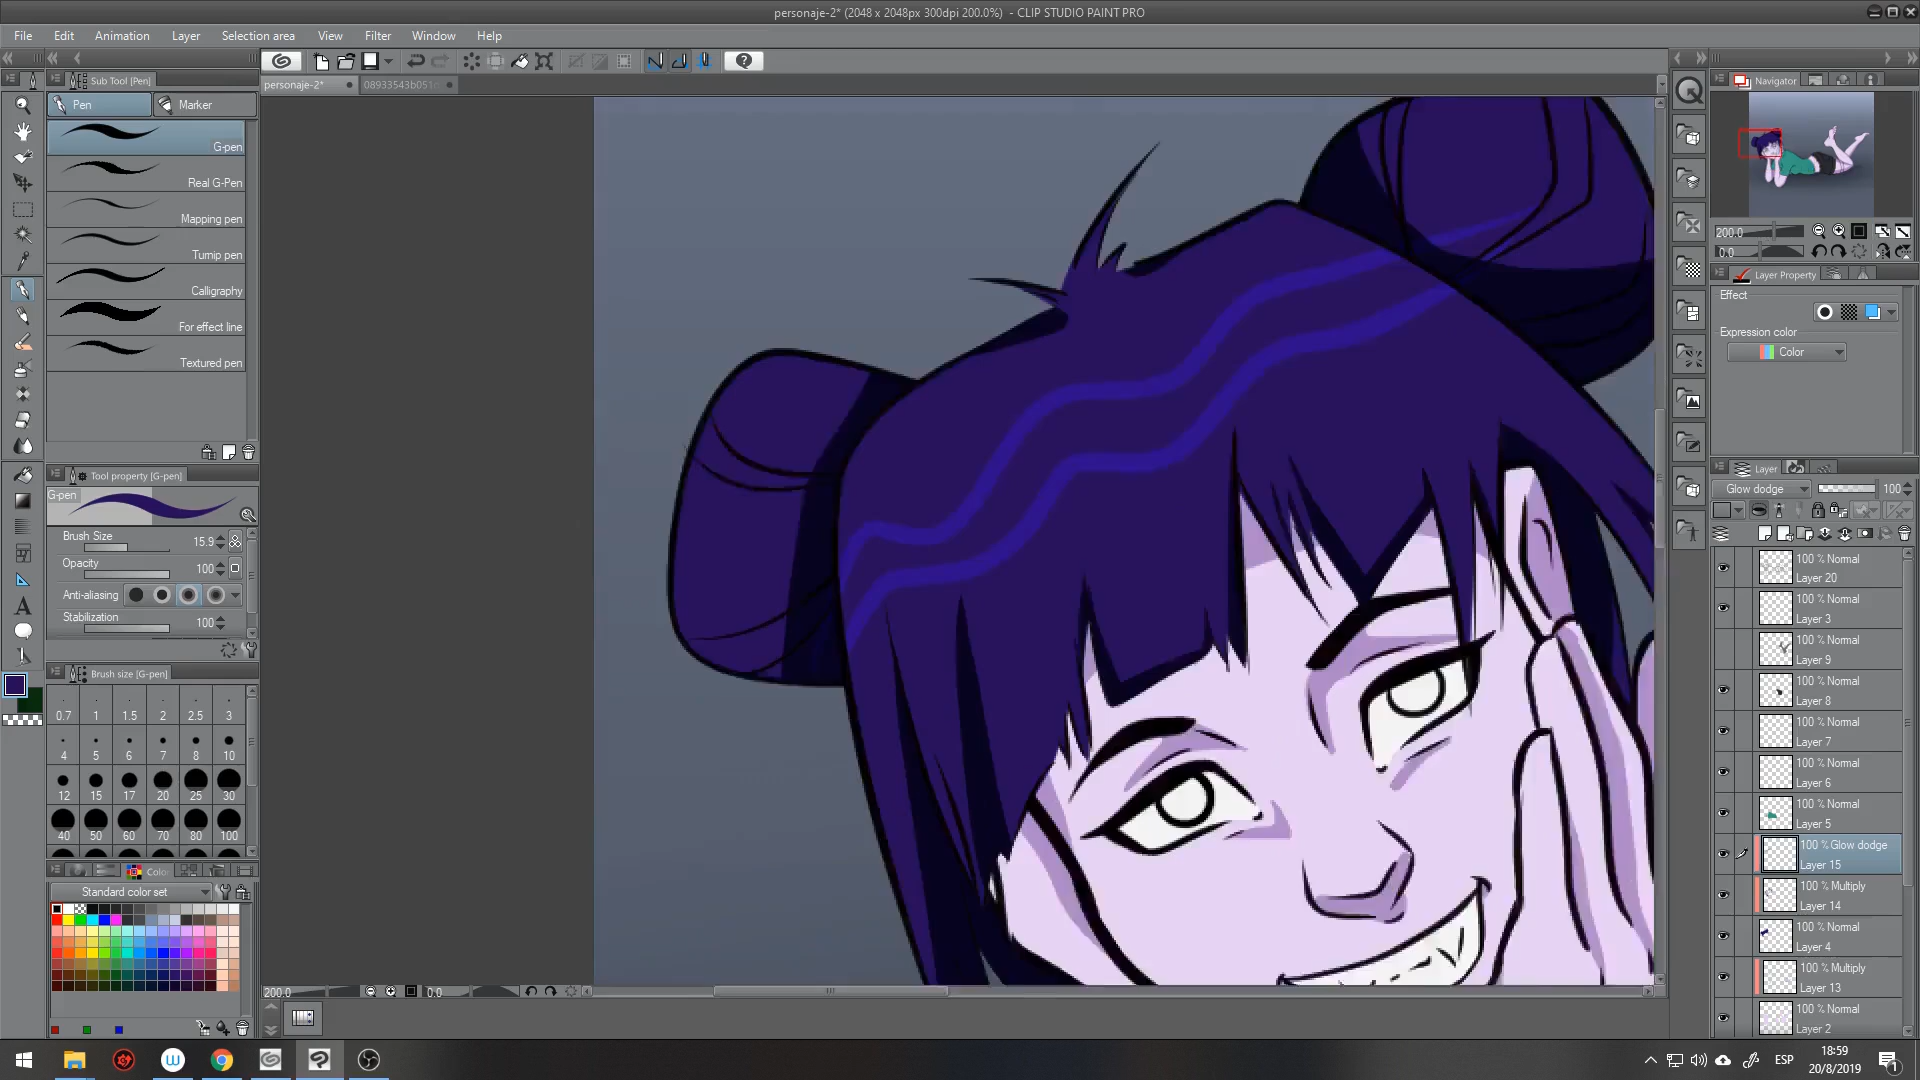 personaje-2* (2048 x 2048px 300dpi 200.0%) - CLIP STUDIO PAINT PRO
File Edit Animation Layer Selection area View Filter Window Help
Sub Tool [Pen]
personaje-2*
Pen Marker
G-pen
Real G-Pen
Mapping pen
Turnip pen
Calligraphy
For effect line
Textured pen
Tool property [G-pen]
G-pen
Brush Size 15.9
Opacity 100
Anti-aliasing
Stabilization 100
Brush size [G-pen]
0.7 1 1.5 2 2.5 3
4 5 6 7 8 10
12 15 17 20 25 30
40 50 60 70 80 100
Color
Standard color set
200.0 0.0
Navigator
200.0
0.0
Layer Property
Effect
Expression color
Color
Layer
Glow dodge 100
100 % Normal
Layer 20
100 % Normal
Layer 3
100 % Normal
Layer 9
100 % Normal
Layer 8
100 % Normal
Layer 7
100 % Normal
Layer 6
100 % Normal
Layer 5
100 % Glow dodge
Layer 15
100 % Multiply
Layer 14
100 % Normal
Layer 4
100 % Multiply
Layer 13
100 % Normal
Layer 2
ESP
18:59
20/8/2019
1